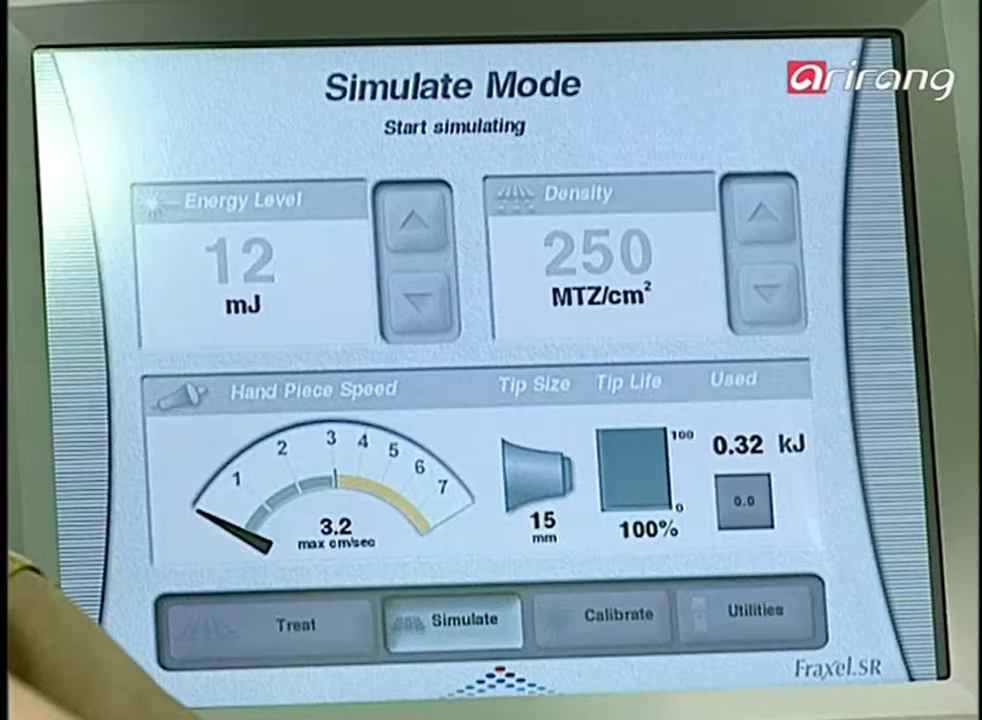 Simulate Mode
arirang
Start simulating
Energy Level
12
mJ
Density
250
MTZ/cm²
Hand Piece Speed
Tip Size
Tip Life
Used
1 2 3 4 5 6 7
3.2
max cm/sec
15
mm
100
0
100%
0.32 kJ
0.0
Treat
Simulate
Calibrate
Utilities
Fraxel.SR